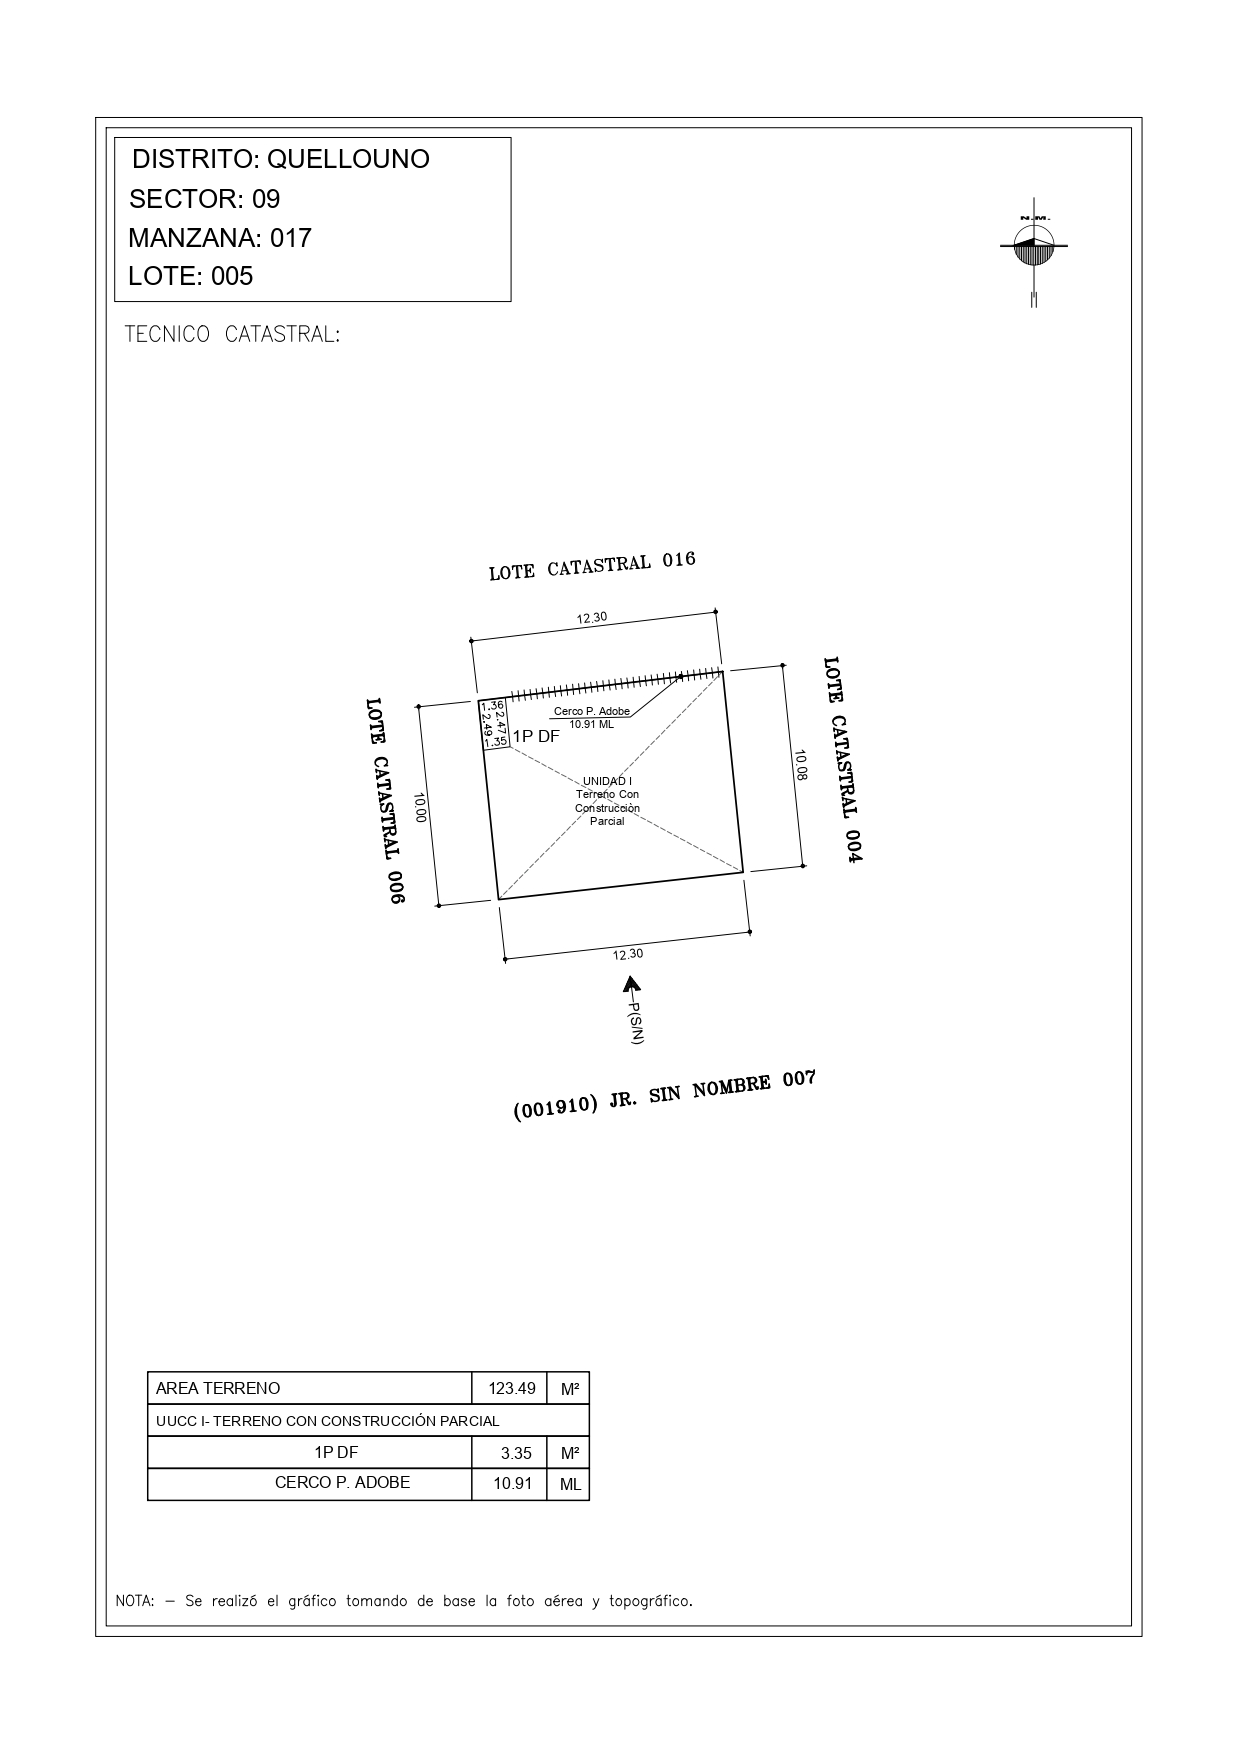 DISTRITO: QUELLOUNO
SECTOR: 09
MANZANA: 017
LOTE: 005
N.M.
TECNICO CATASTRAL:
LOTE CATASTRAL 016
12.30
LOTE CATASTRAL 006
10.00
1.36
2.49
2.47
1.35
1P DF
Cerco P. Adobe
10.91 ML
UNIDAD I
Terreno Con
Construcciòn
Parcial
10.08
LOTE CATASTRAL 004
12.30
P(S/N)
(001910) JR. SIN NOMBRE 007
AREA TERRENO 123.49 M²
UUCC I- TERRENO CON CONSTRUCCIÓN PARCIAL
1P DF 3.35 M²
CERCO P. ADOBE 10.91 ML
NOTA: - Se realizó el gráfico tomando de base la foto aérea y topográfico.